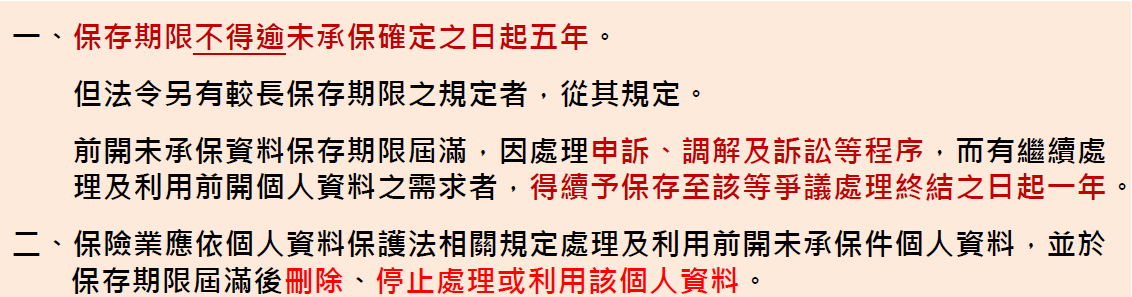 一、保存期限不得逾未承保確定之日起五年。
但法令另有較長保存期限之規定者，從其規定。
前開未承保資料保存期限屆滿，因處理申訴、調解及訴訟等程序，而有繼續處
理及利用前開個人資料之需求者，得續予保存至該等爭議處理終結之日起一年。
二、保險業應依個人資料保護法相關規定處理及利用前開未承保件個人資料，並於
保存期限屆滿後刪除、停止處理或利用該個人資料。